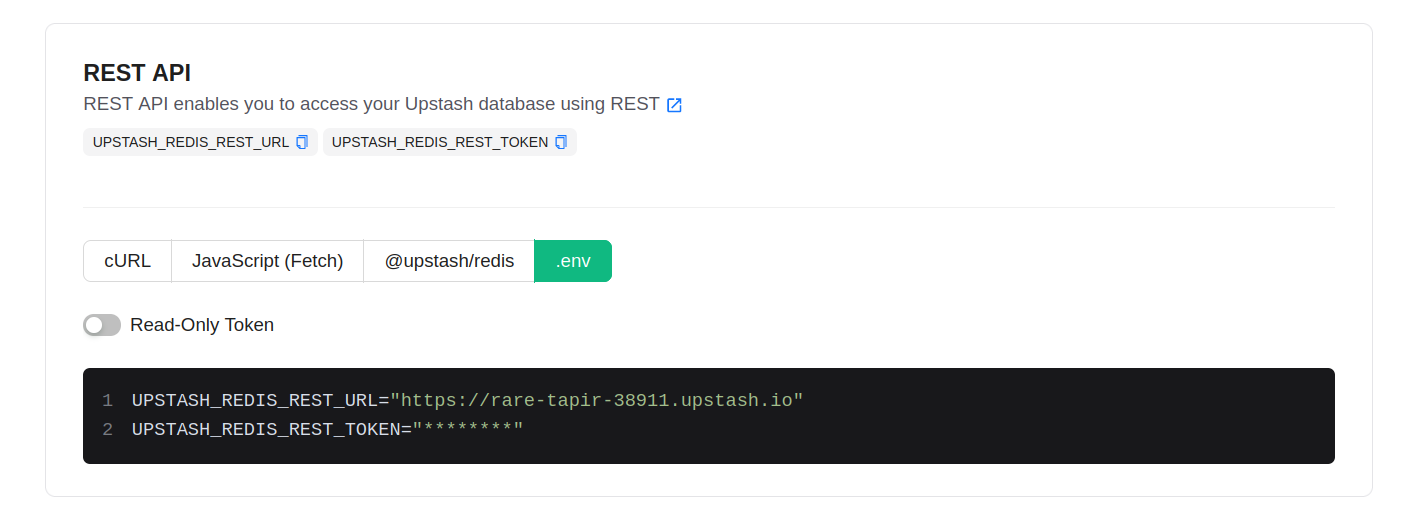 REST API
REST API enables you to access your Upstash database using REST
UPSTASH_REDIS_REST_URL UPSTASH_REDIS_REST_TOKEN
cURL JavaScript (Fetch) @upstash/redis .env
Read-Only Token
1 UPSTASH_REDIS_REST_URL="https://rare-tapir-38911.upstash.io"
2 UPSTASH_REDIS_REST_TOKEN="********"